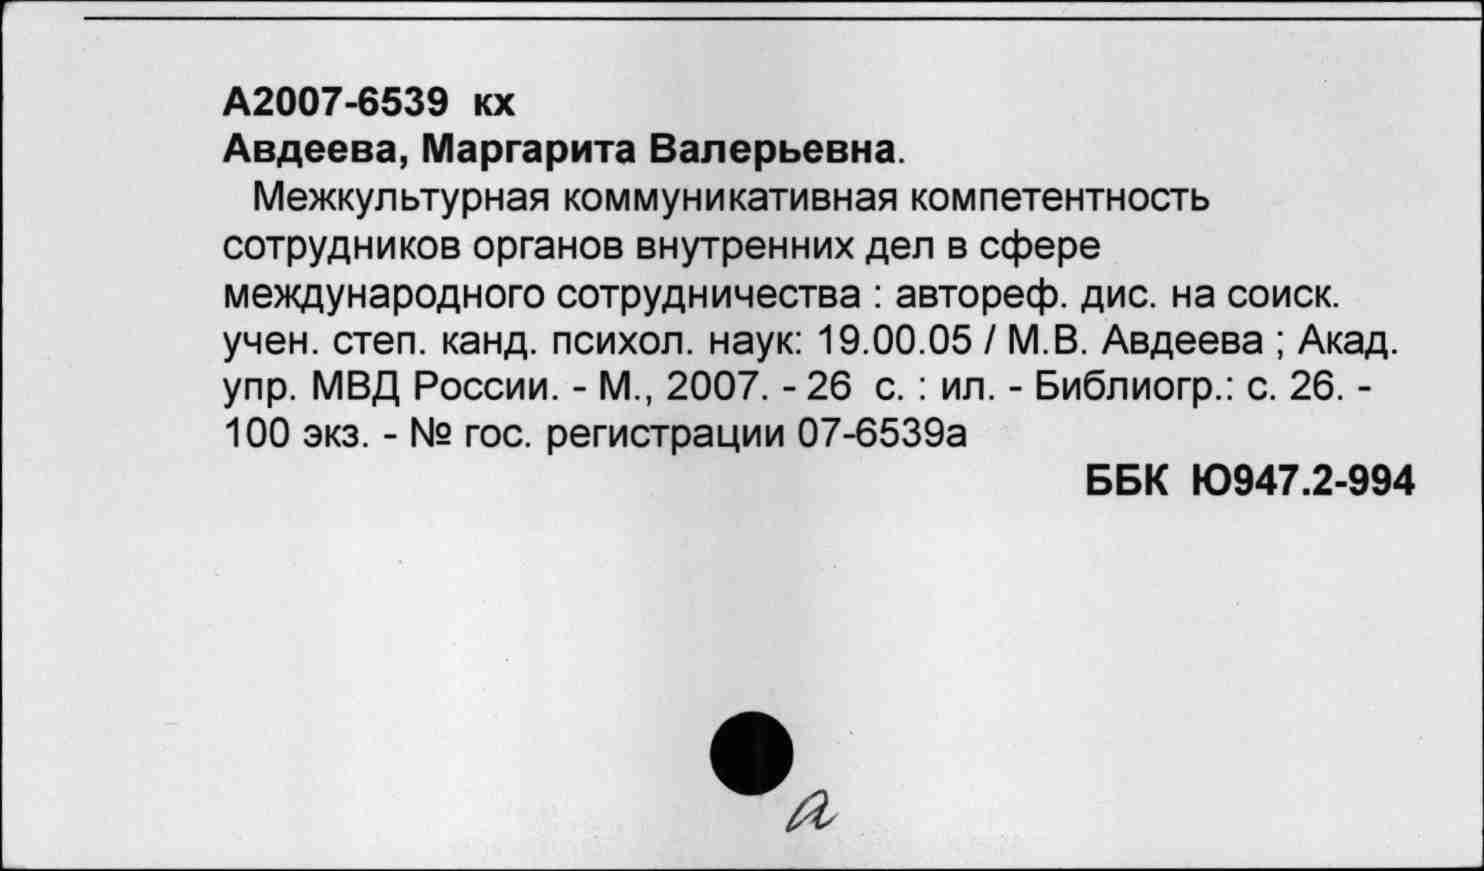 А2007-6539 кх
Авдеева, Маргарита Валерьевна.
Межкультурная коммуникативная компетентность
сотрудников органов внутренних дел в сфере
международного сотрудничества : автореф. дис. на соиск.
учен. степ. канд. психол. наук: 19.00.05 / М.В. Авдеева ; Акад.
упр. МВД России. - М., 2007. - 26 с. : ил. - Библиогр.: с. 26. -
100 экз. - № гос. регистрации 07-6539а
ББК Ю947.2-994
а